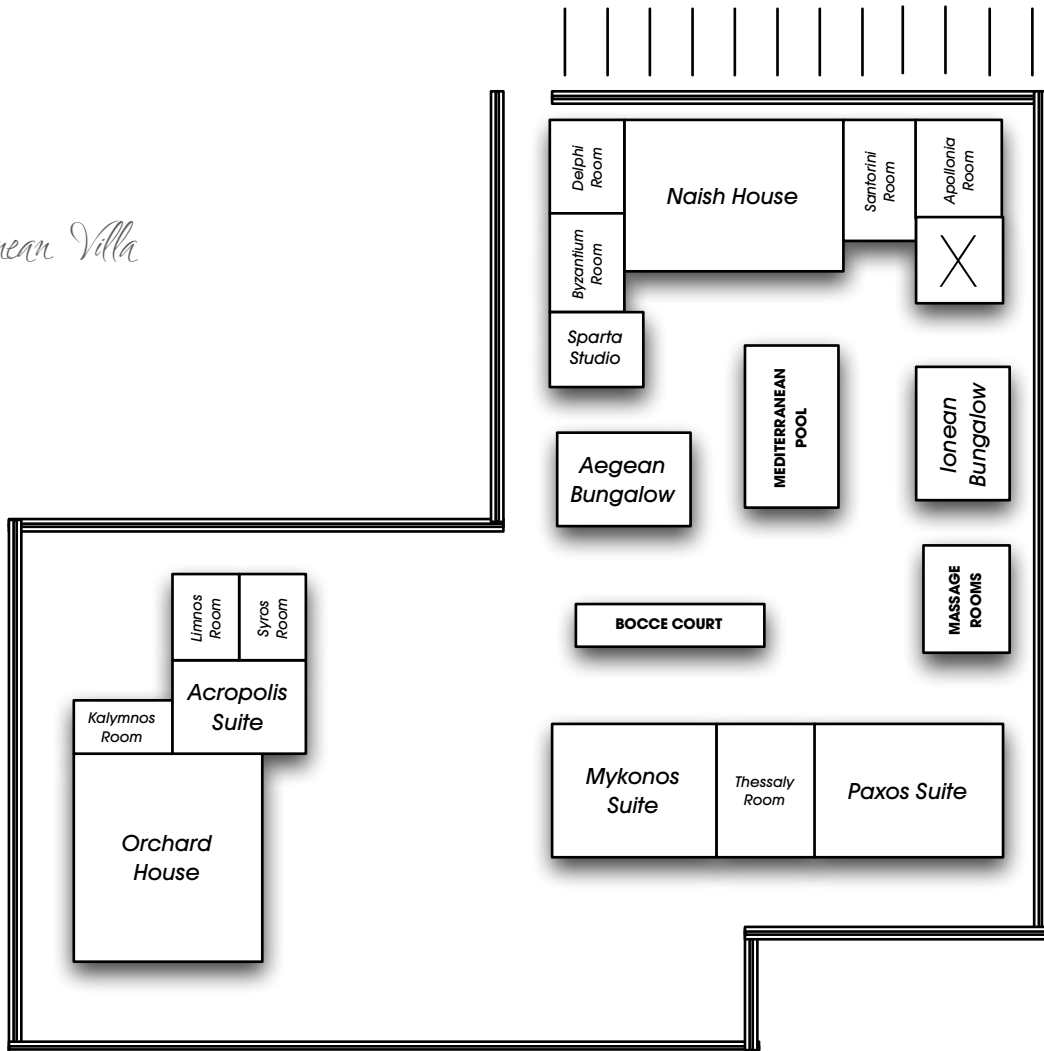 Villa
Delphi
Room
Naish House
Santorini
Room
Apollonia
Room
Byzantium
Room
X
Sparta
Studio
MEDITERRANEAN
POOL
Ionean
Bungalow
Aegean
Bungalow
MASSAGE
ROOMS
BOCCE COURT
Limnos
Room
Syros
Room
Acropolis
Suite
Kalymnos
Room
Orchard
House
Mykonos
Suite
Thessaly
Room
Paxos Suite